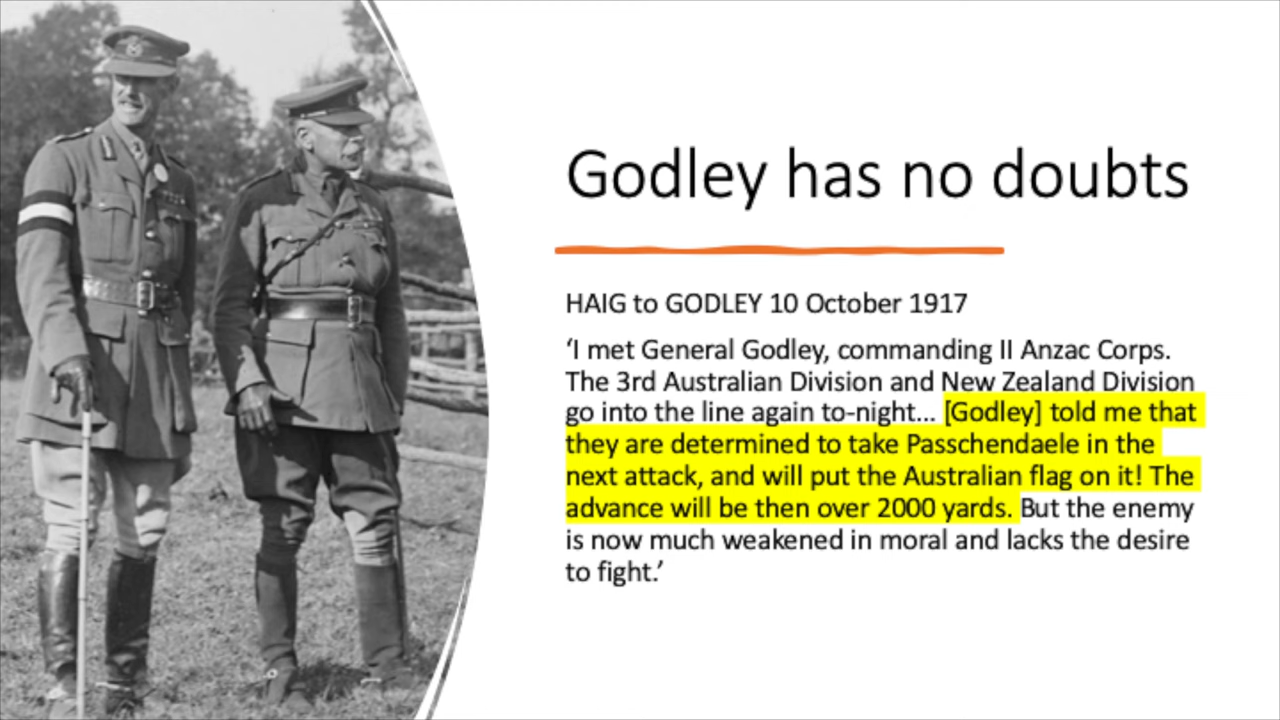 Godley has no doubts
HAIG to GODLEY 10 October 1917
‘I met General Godley, commanding II Anzac Corps.
The 3rd Australian Division and New Zealand Division
go into the line again to-night... [Godley] told me that
they are determined to take Passchendaele in the
next attack, and will put the Australian flag on it! The
advance will be then over 2000 yards. But the enemy
is now much weakened in moral and lacks the desire
to fight.’